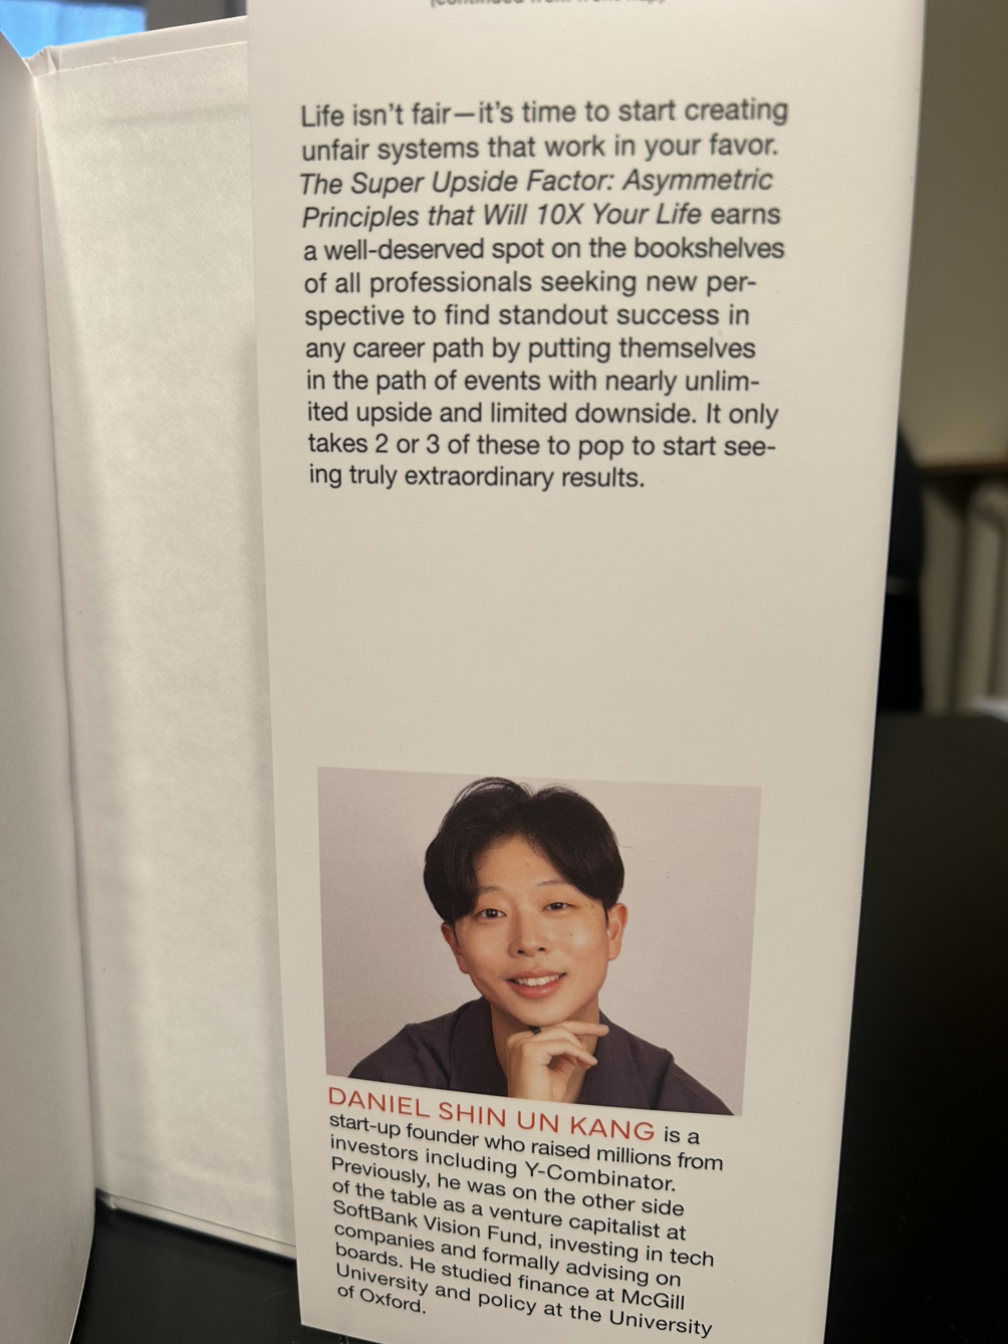 (continued from front flap)
Life isn't fair—it's time to start creating
unfair systems that work in your favor.
The Super Upside Factor: Asymmetric
Principles that Will 10X Your Life earns
a well-deserved spot on the bookshelves
of all professionals seeking new per-
spective to find standout success in
any career path by putting themselves
in the path of events with nearly unlim-
ited upside and limited downside. It only
takes 2 or 3 of these to pop to start see-
ing truly extraordinary results.
DANIEL SHIN UN KANG is a
start-up founder who raised millions from
investors including Y-Combinator.
Previously, he was on the other side
of the table as a venture capitalist at
SoftBank Vision Fund, investing in tech
companies and formally advising on
boards. He studied finance at McGill
University and policy at the University
of Oxford.